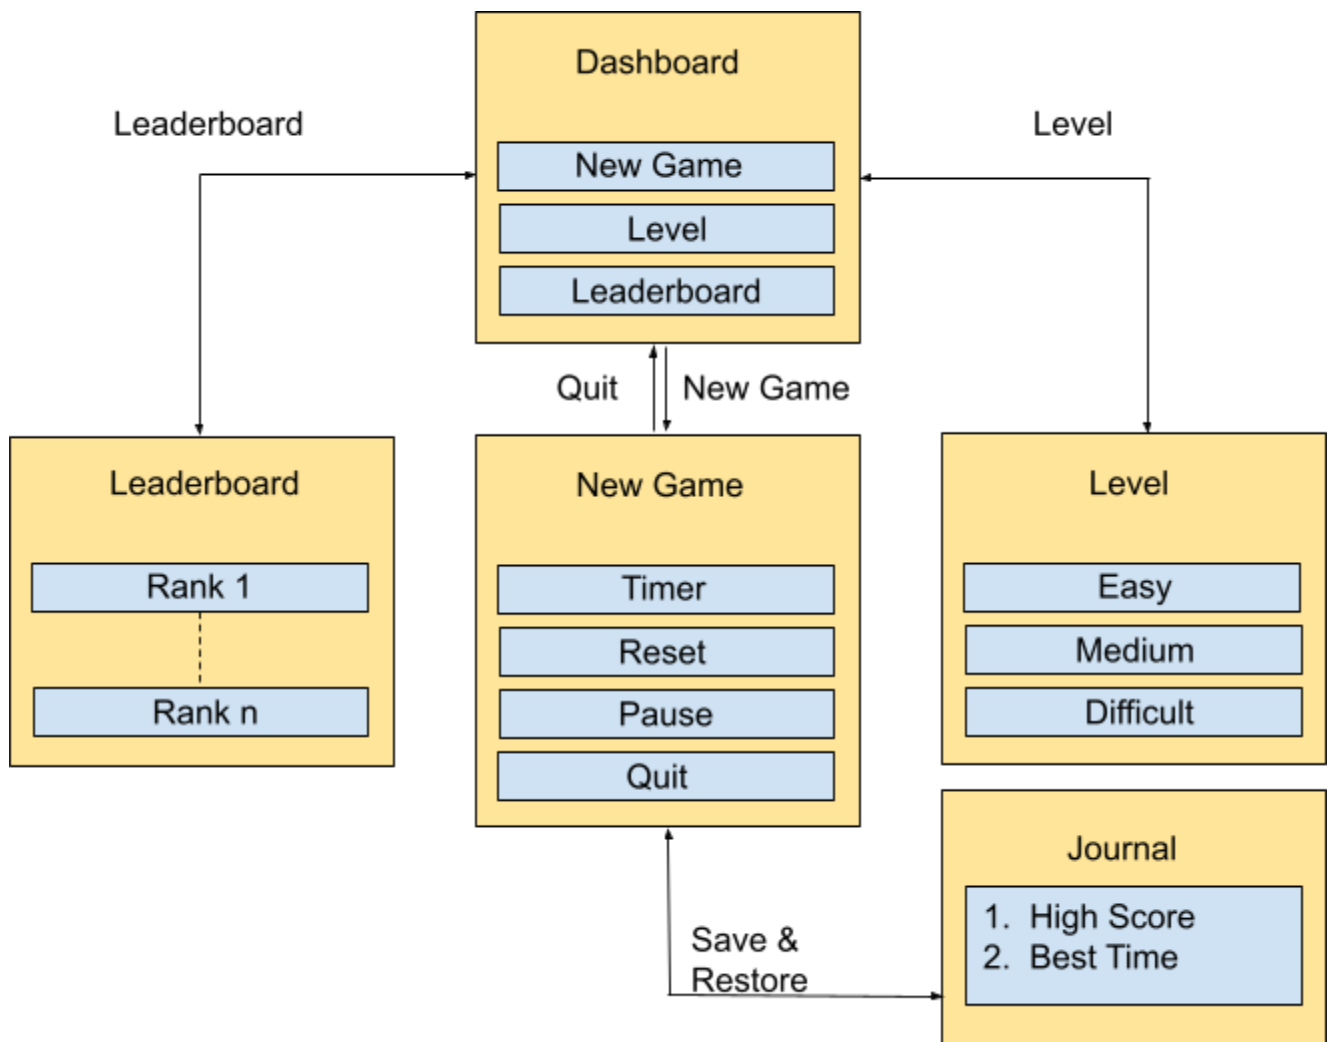 Dashboard
Leaderboard
Level
New Game
Level
Leaderboard
Quit
New Game
Leaderboard
Rank 1
Rank n
New Game
Timer
Reset
Pause
Quit
Level
Easy
Medium
Difficult
Journal
1. High Score
2. Best Time
Save &
Restore